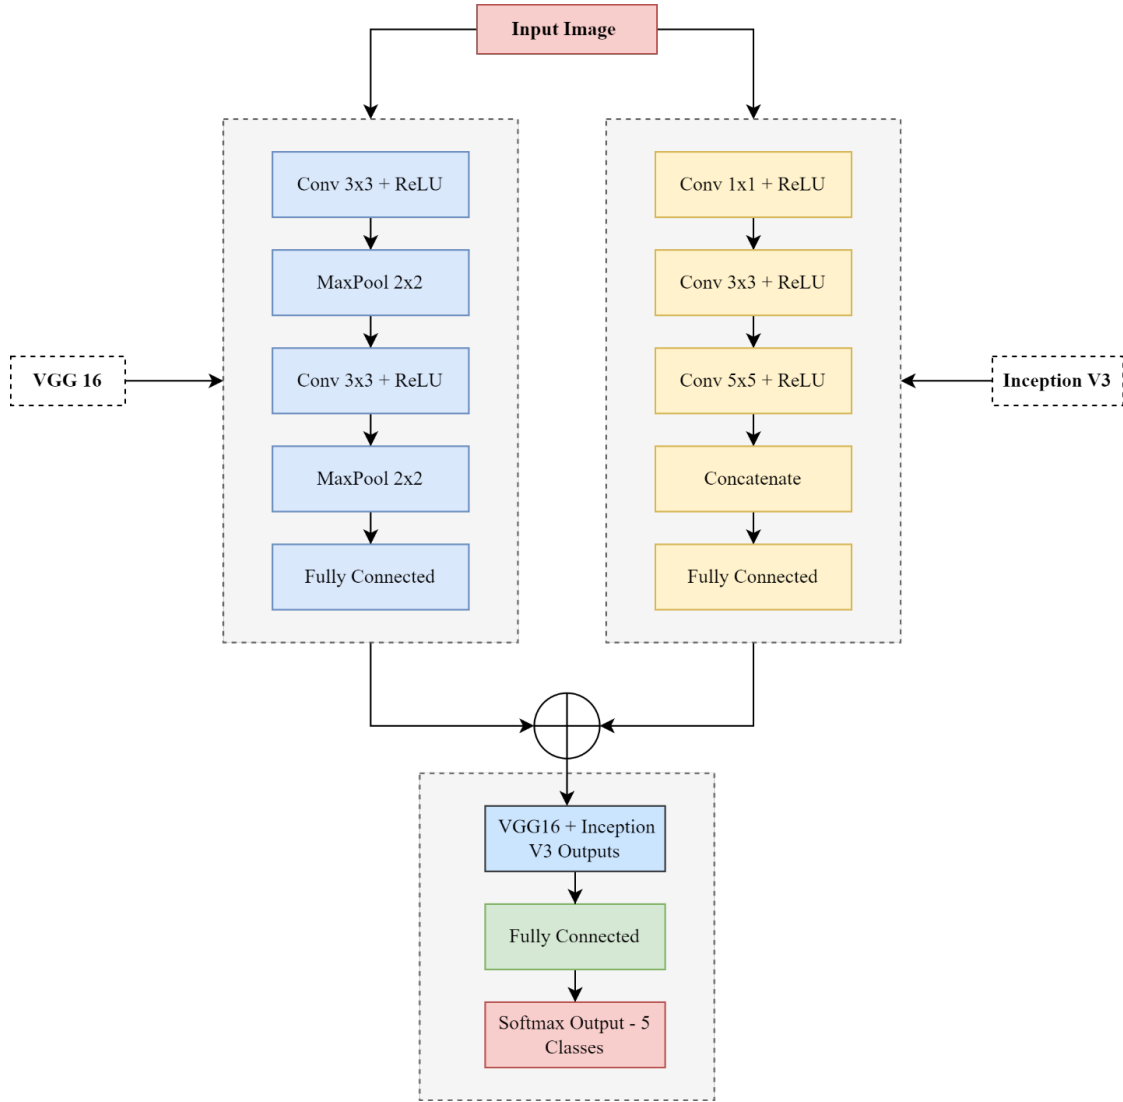 Input Image
Conv 3x3 + ReLU
MaxPool 2x2
Conv 3x3 + ReLU
MaxPool 2x2
Fully Connected
VGG 16
Conv 1x1 + ReLU
Conv 3x3 + ReLU
Conv 5x5 + ReLU
Concatenate
Fully Connected
Inception V3
VGG16 + Inception
V3 Outputs
Fully Connected
Softmax Output - 5
Classes